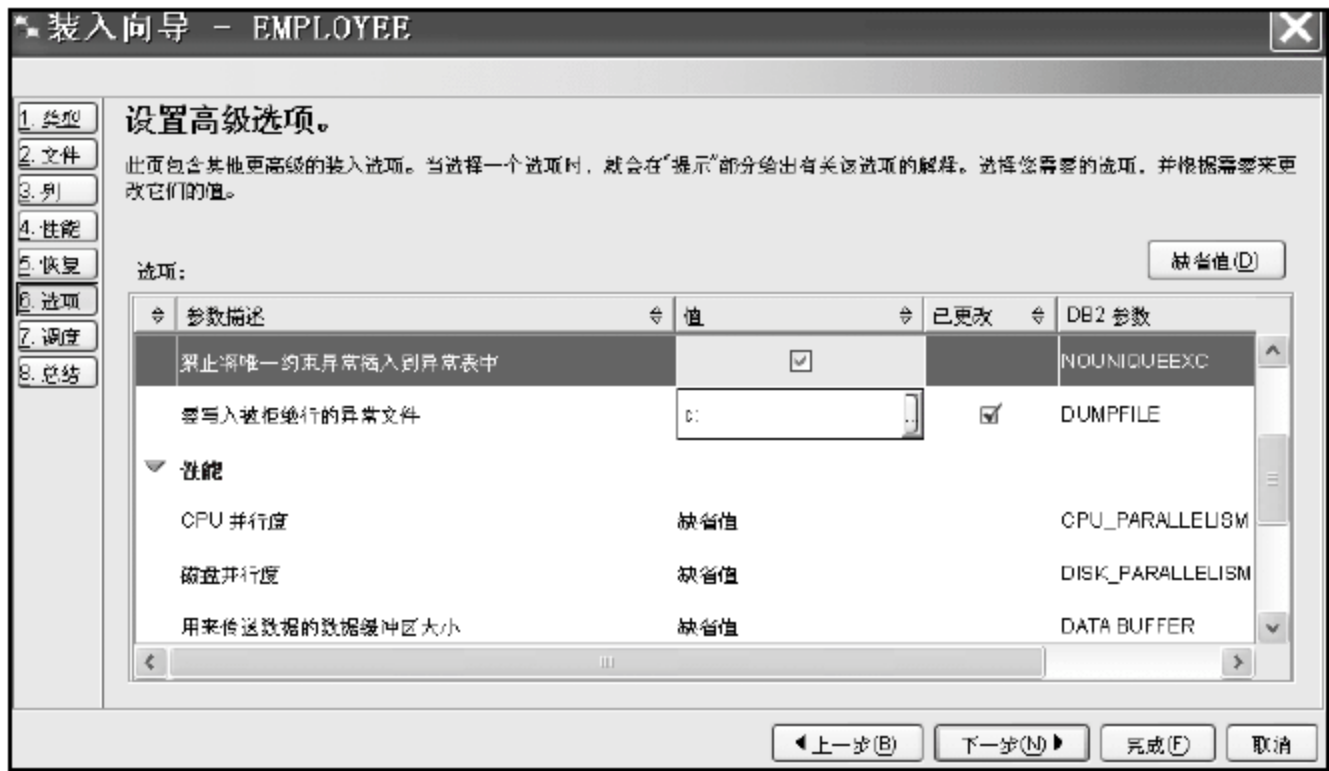 装入向导 - EMPLOYEE
1. 类型
2. 文件
3. 列
4. 性能
5. 恢复
6. 选项
7. 调度
8. 总结
设置高级选项。
此页包含其他更高级的装入选项。当选择一个选项时，就会在“提示”部分给出有关该选项的解释。选择您需要的选项，并根据需要来更
改它们的值。
缺省值(D)
选项:
参数描述 值 已更改 DB2 参数
禁止将唯一约束异常插入到异常表中 NOUNIQUEEXC
要写入被拒绝行的异常文件 c: ... DUMPFILE
性能
CPU 并行度 缺省值 CPU_PARALLELISM
磁盘并行度 缺省值 DISK_PARALLELISM
用来传送数据的数据缓冲区大小 缺省值 DATA BUFFER
上一步(B) 下一步(N) 完成(F) 取消